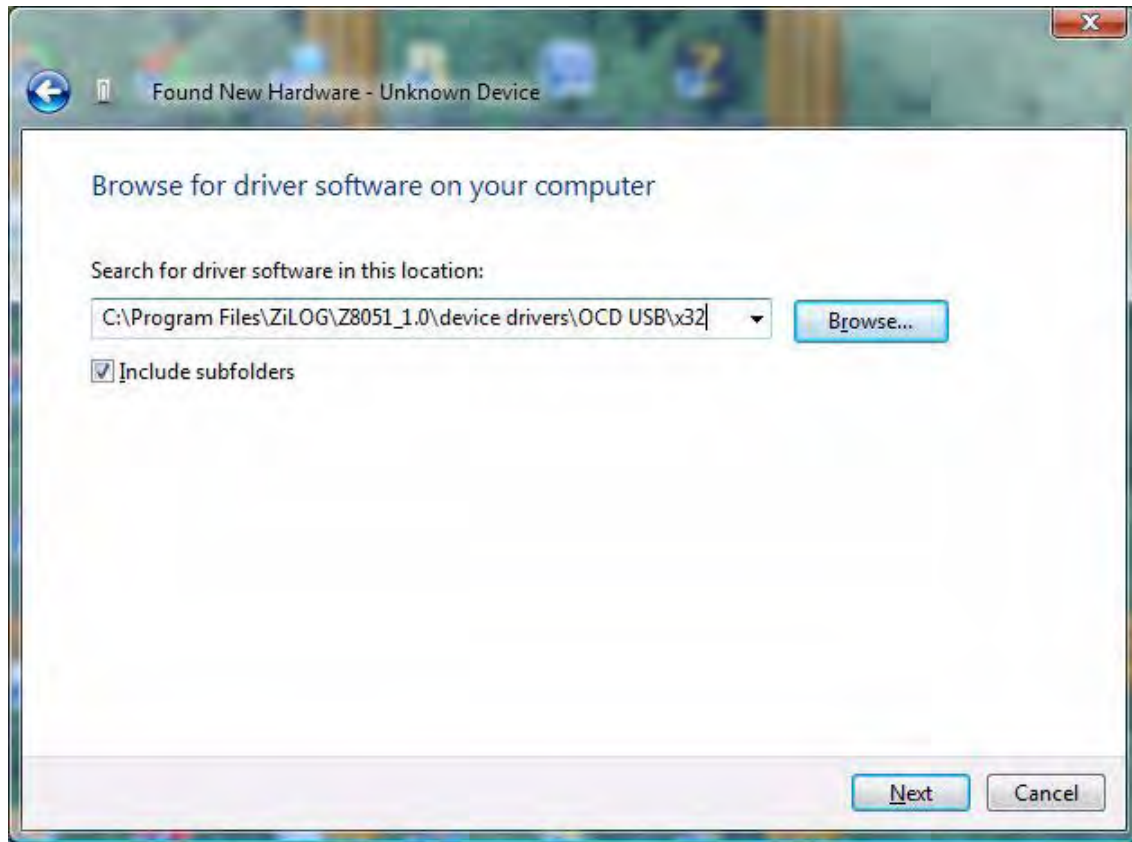 Found New Hardware - Unknown Device
Browse for driver software on your computer
Search for driver software in this location:
C:\Program Files\ZiLOG\Z8051_1.0\device drivers\OCD USB\x32
Browse...
Include subfolders
Next
Cancel